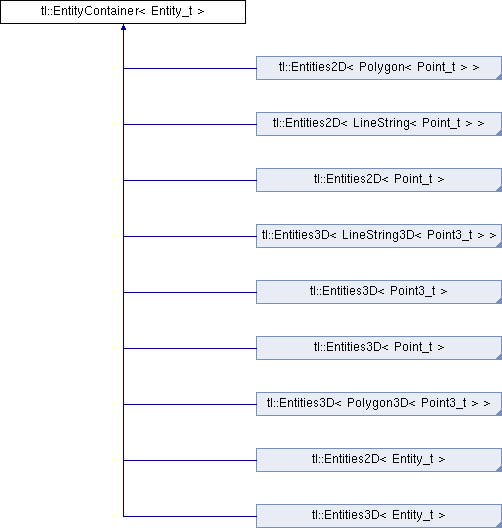 tl::EntityContainer< Entity_t >
tl::Entities2D< Polygon< Point_t > >
tl::Entities2D< LineString< Point_t > >
tl::Entities2D< Point_t >
tl::Entities3D< LineString3D< Point3_t > >
tl::Entities3D< Point3_t >
tl::Entities3D< Point_t >
tl::Entities3D< Polygon3D< Point3_t > >
tl::Entities2D< Entity_t >
tl::Entities3D< Entity_t >